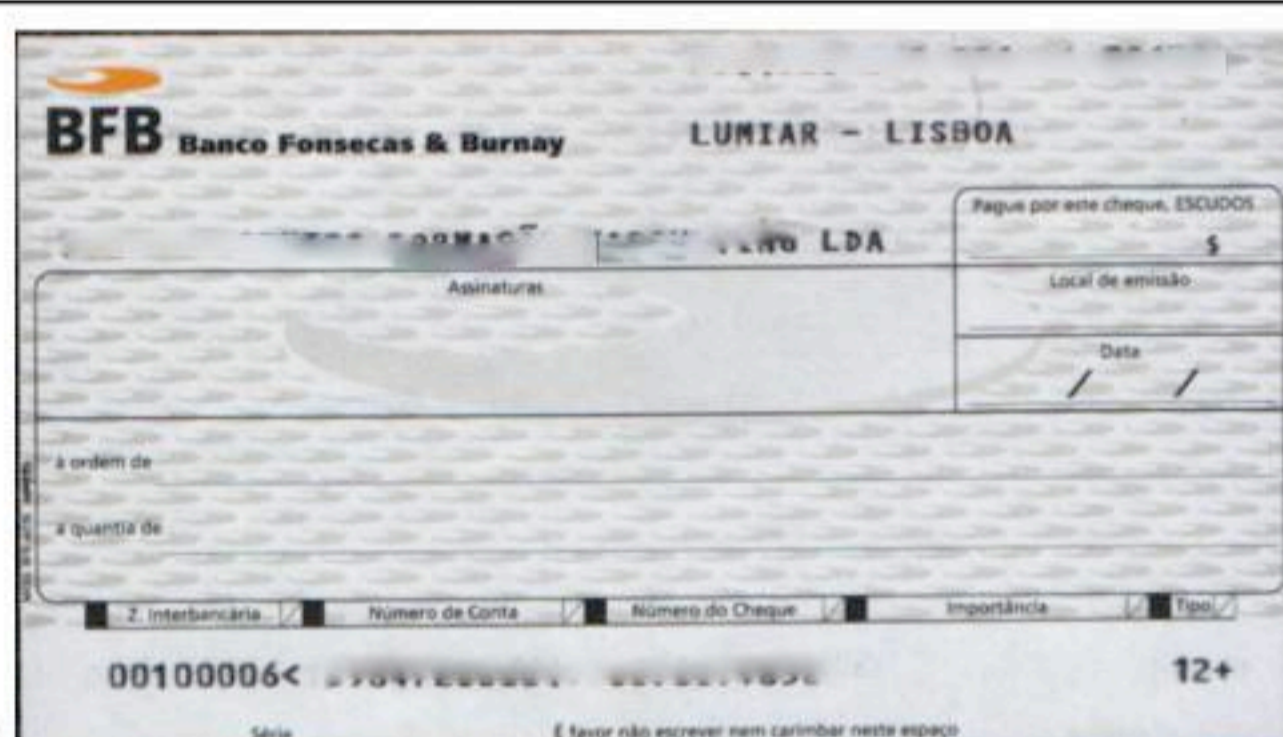 BFB Banco Fonsecas & Burnay
LUMIAR - LISBOA
Pague por este cheque, ESCUDOS
$
LDA
Assinaturas
Local de emissão
Data
/ /
à ordem de
a quantia de
Z. Interbancária
Número de Conta
Número do Cheque
Importância
Tipo
00100006<
12+
Série
É favor não escrever nem carimbar neste espaço